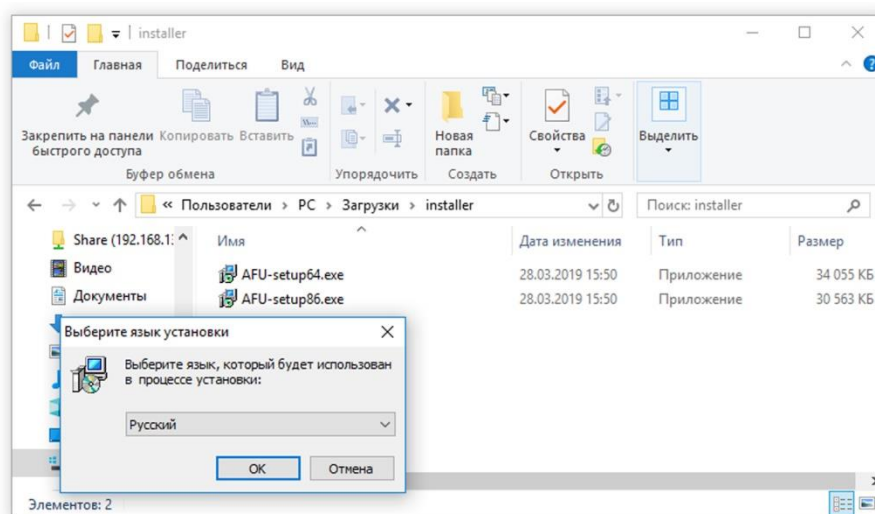 installer
Файл Главная Поделиться Вид
Закрепить на панели быстрого доступа
Копировать
Вставить
Новая папка
Свойства
Выделить
Буфер обмена
Упорядочить
Создать
Открыть
« Пользователи › PC › Загрузки › installer
Поиск: installer
Share (192.168.1
Видео
Документы
Имя Дата изменения Тип Размер
AFU-setup64.exe 28.03.2019 15:50 Приложение 34 055 КБ
AFU-setup86.exe 28.03.2019 15:50 Приложение 30 563 КБ
Выберите язык установки
Выберите язык, который будет использован
в процессе установки:
Русский
OK Отмена
Элементов: 2